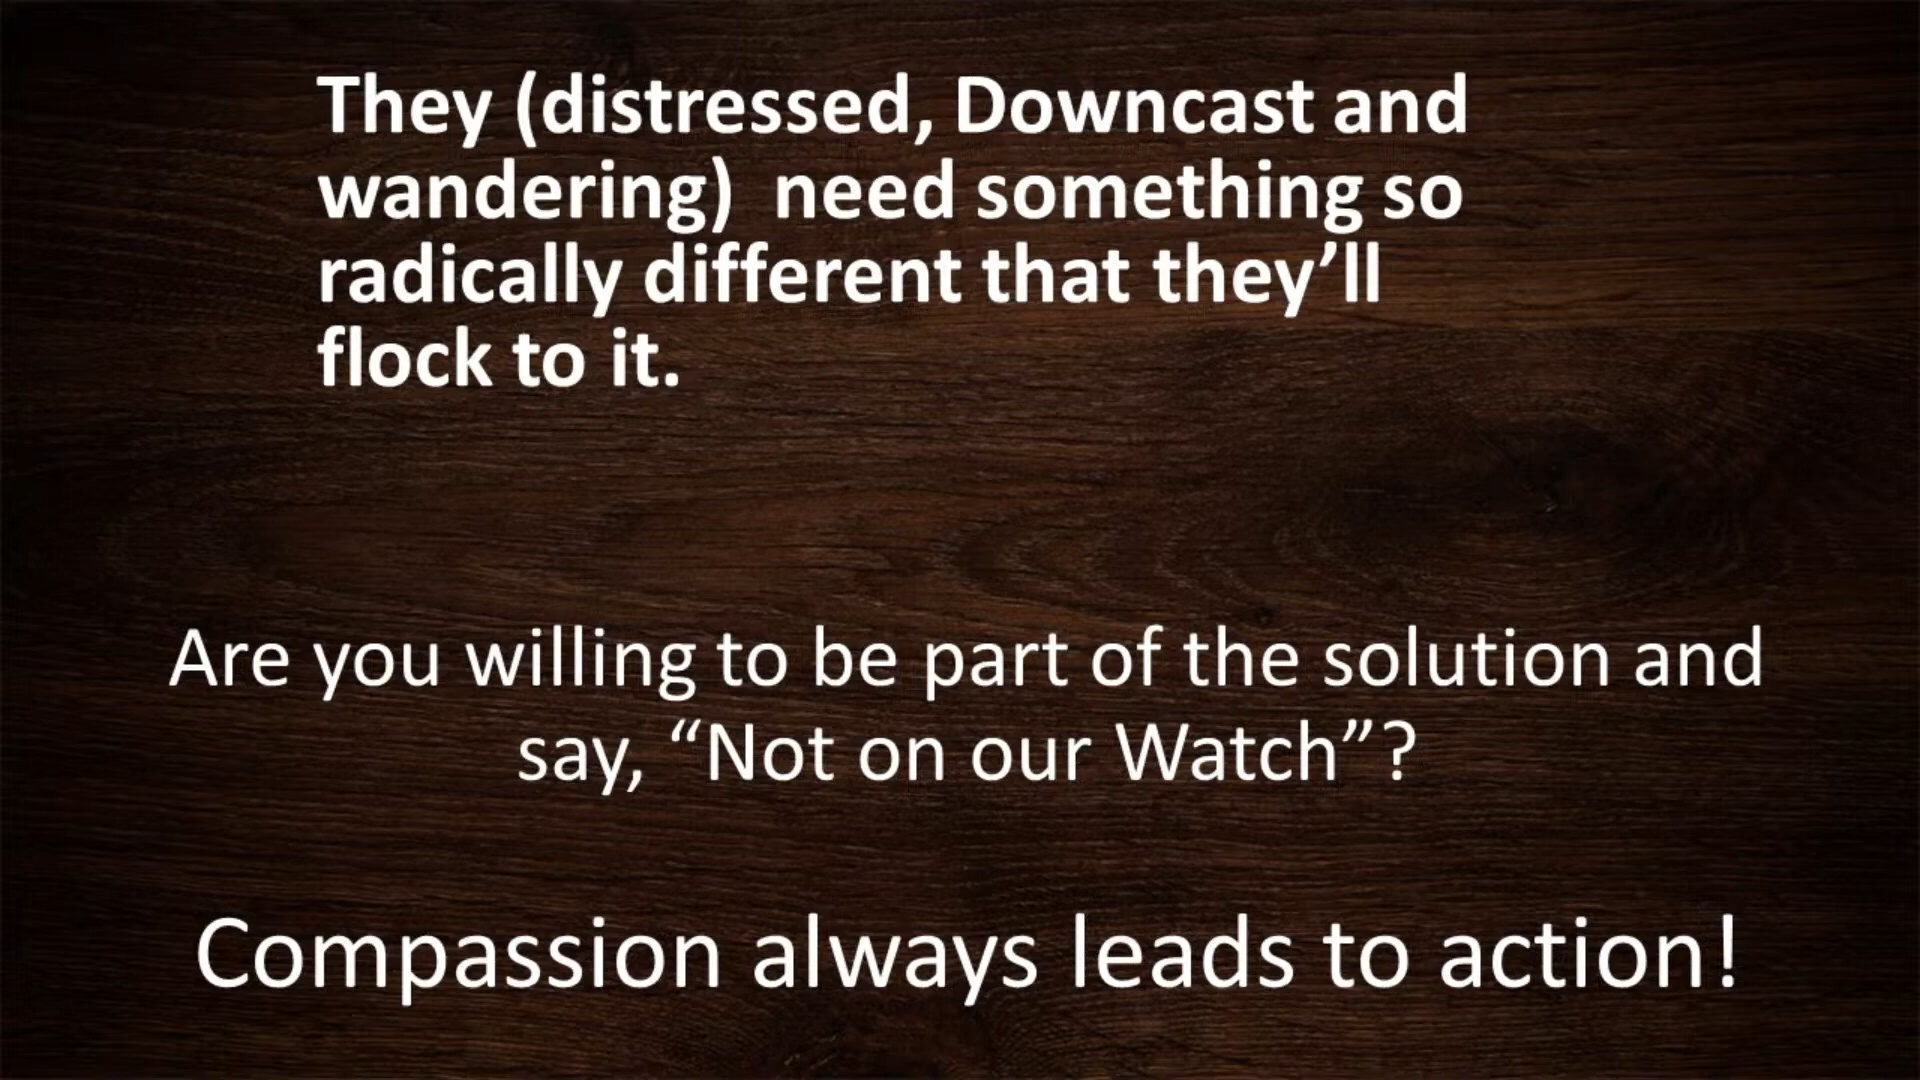 They (distressed, Downcast and
wandering)  need something so
radically different that they’ll
flock to it.
Are you willing to be part of the solution and
say, “Not on our Watch”?
Compassion always leads to action!